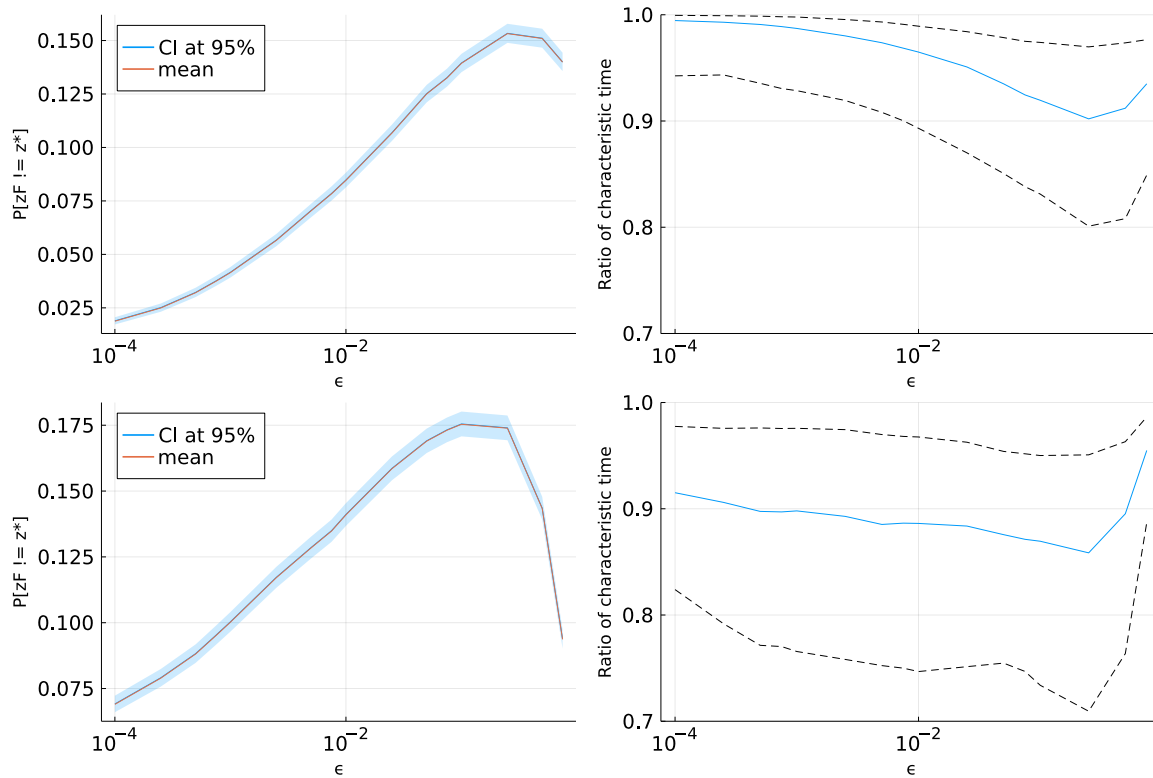 P[zF != z*]
0.150
0.125
0.100
0.075
0.050
0.025
CI at 95%
mean
10⁻⁴
10⁻²
ϵ
Ratio of characteristic time
1.0
0.9
0.8
0.7
10⁻⁴
10⁻²
ϵ
P[zF != z*]
0.175
0.150
0.125
0.100
0.075
CI at 95%
mean
10⁻⁴
10⁻²
ϵ
Ratio of characteristic time
1.0
0.9
0.8
0.7
10⁻⁴
10⁻²
ϵ